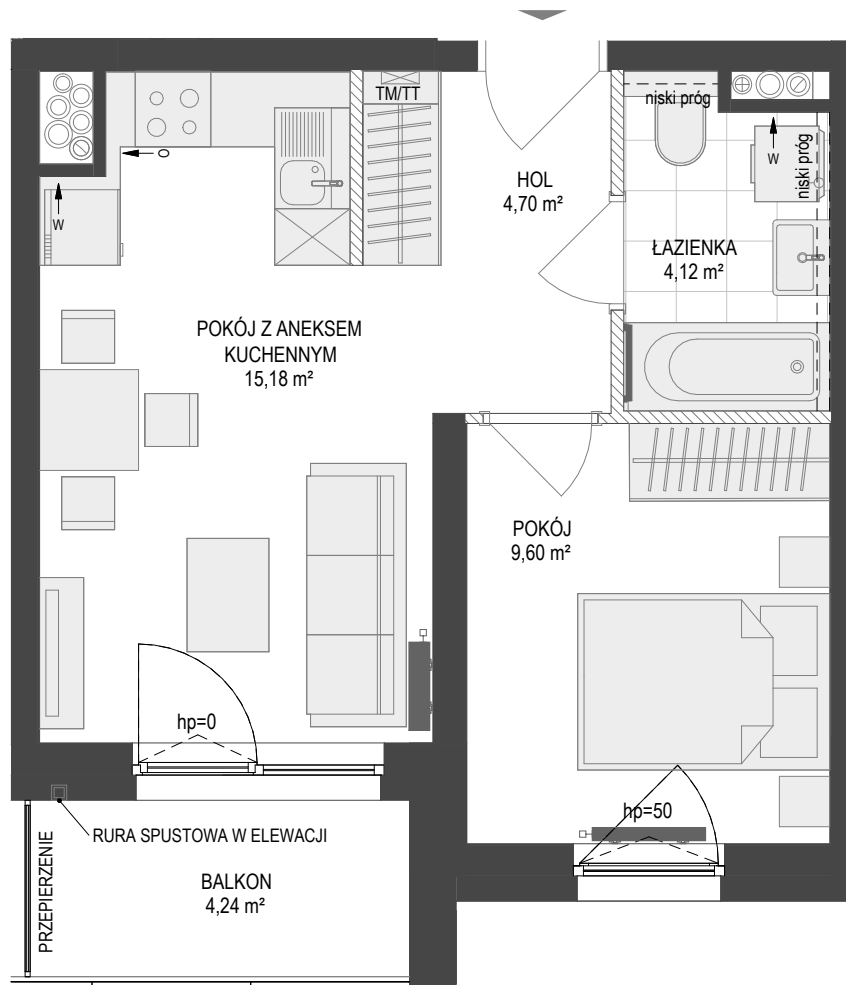 TM/TT
niski próg
HOL
4,70 m²
O
W
W
niski próg
ŁAZIENKA
4,12 m²
POKÓJ Z ANEKSEM
KUCHENNYM
15,18 m²
POKÓJ
9,60 m²
hp=0
hp=50
RURA SPUSTOWA W ELEWACJI
PRZEPIERZENIE
BALKON
4,24 m²